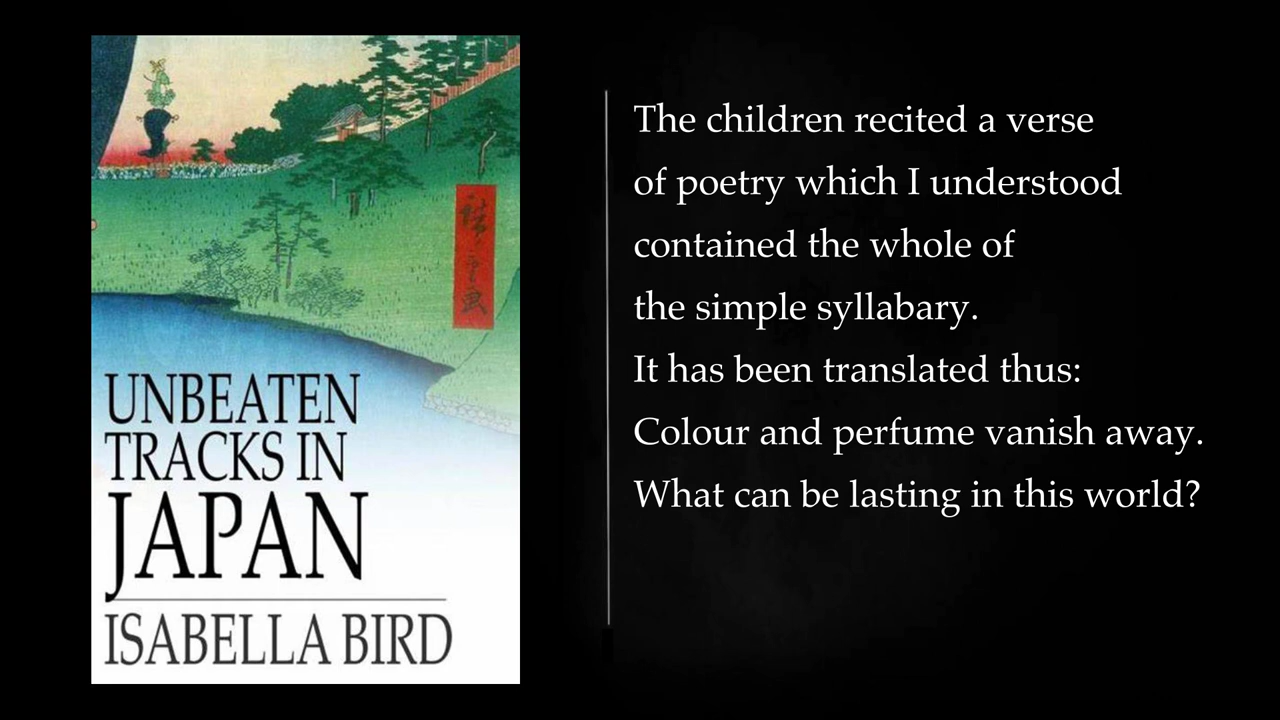 UNBEATEN
TRACKS IN
JAPAN
ISABELLA BIRD
The children recited a verse
of poetry which I understood
contained the whole of
the simple syllabary.
It has been translated thus:
Colour and perfume vanish away.
What can be lasting in this world?